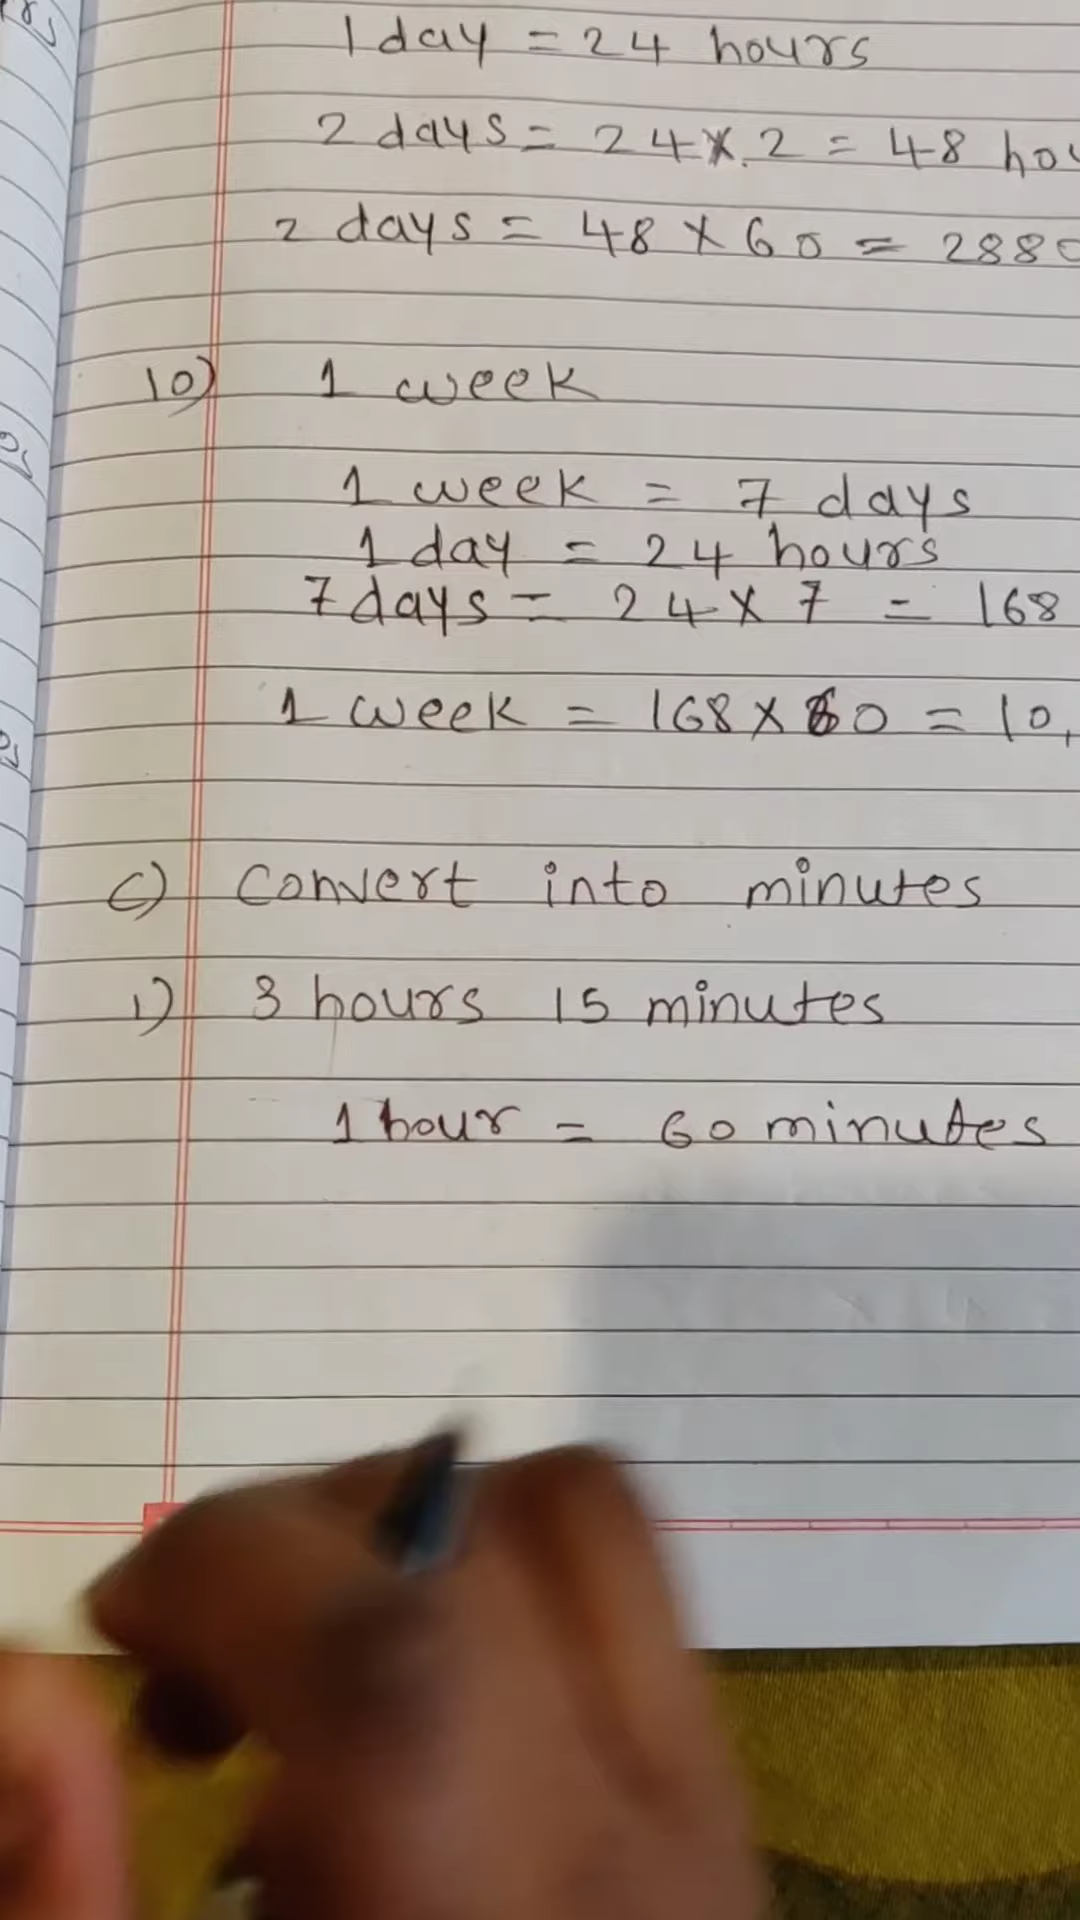 1 day = 24 hours
2 days = 24 x 2 = 48
2 days = 48 x 60 = 2880
10) 1 week
1 week = 7 days
1 day = 24 hours
7 days = 24 x 7 = 168
1 week = 168 x 60 = 10,
c) Convert into minutes
1) 3 hours 15 minutes
1 hour = 60 minutes